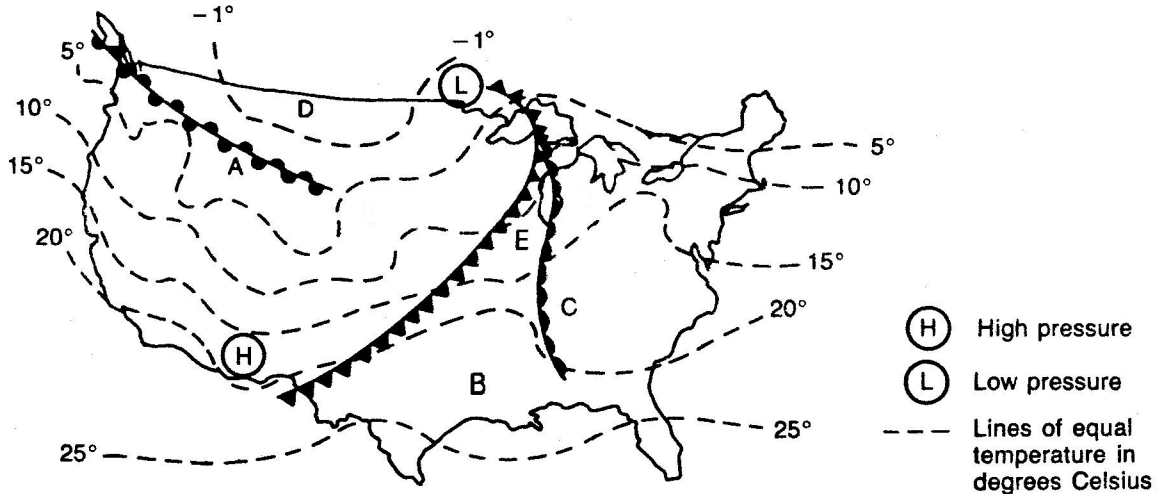 −1°
−1°
5°
L
D
10°
A
5°
15°
10°
20°
E
15°
C
20°
H
B
25°
25°
H High pressure
L Low pressure
Lines of equal
temperature in
degrees Celsius